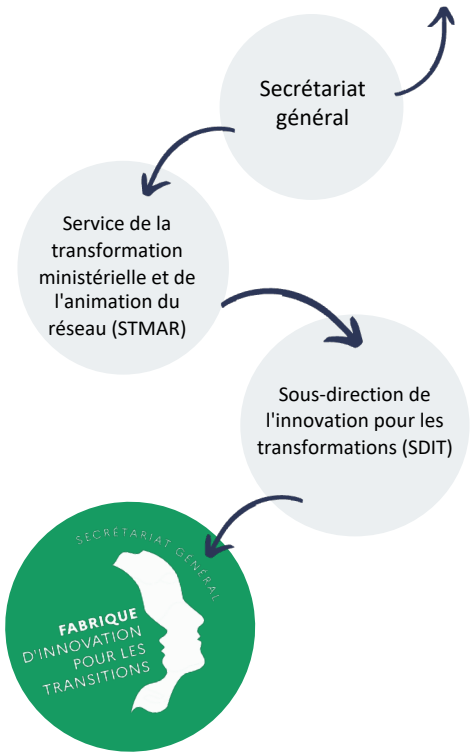 Secrétariat
général
Service de la
transformation
ministérielle et de
l'animation du
réseau (STMAR)
Sous-direction de
l'innovation pour les
transformations (SDIT)
SECRÉTARIAT GÉNÉRAL
FABRIQUE
D'INNOVATION
POUR LES
TRANSITIONS